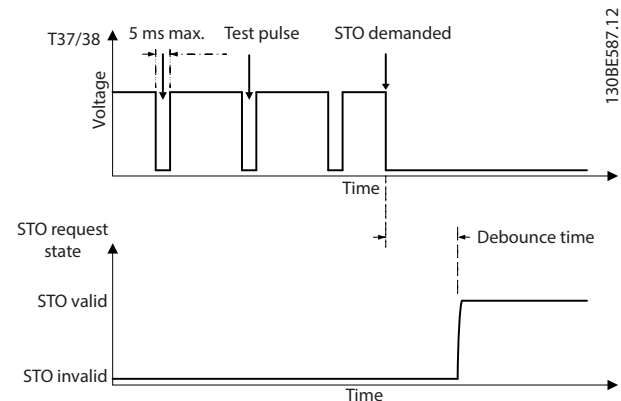 T37/38
5 ms max.
Test pulse
STO demanded
Voltage
Time
130BE587.12
STO request
state
STO valid
STO invalid
Debounce time
Time